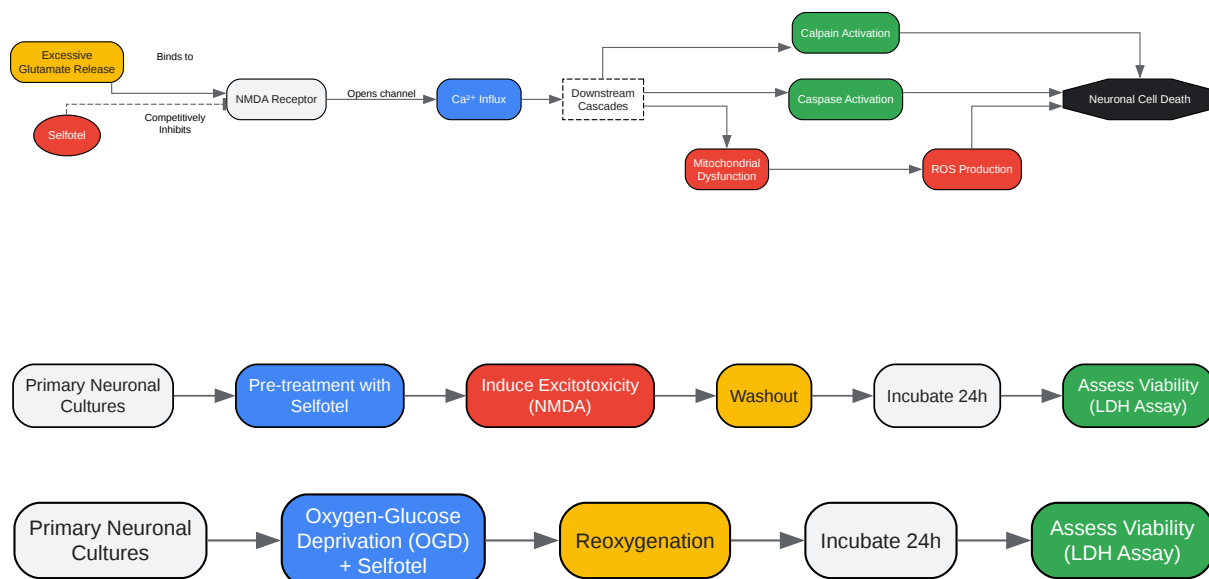 Excessive
Glutamate Release
Binds to
Selfotel
Competitively
Inhibits
NMDA Receptor
Opens channel
Ca²⁺ Influx
Downstream
Cascades
Calpain Activation
Caspase Activation
Mitochondrial
Dysfunction
ROS Production
Neuronal Cell Death
Primary Neuronal
Cultures
Pre-treatment with
Selfotel
Induce Excitotoxicity
(NMDA)
Washout
Incubate 24h
Assess Viability
(LDH Assay)
Primary Neuronal
Cultures
Oxygen-Glucose
Deprivation (OGD)
+ Selfotel
Reoxygenation
Incubate 24h
Assess Viability
(LDH Assay)